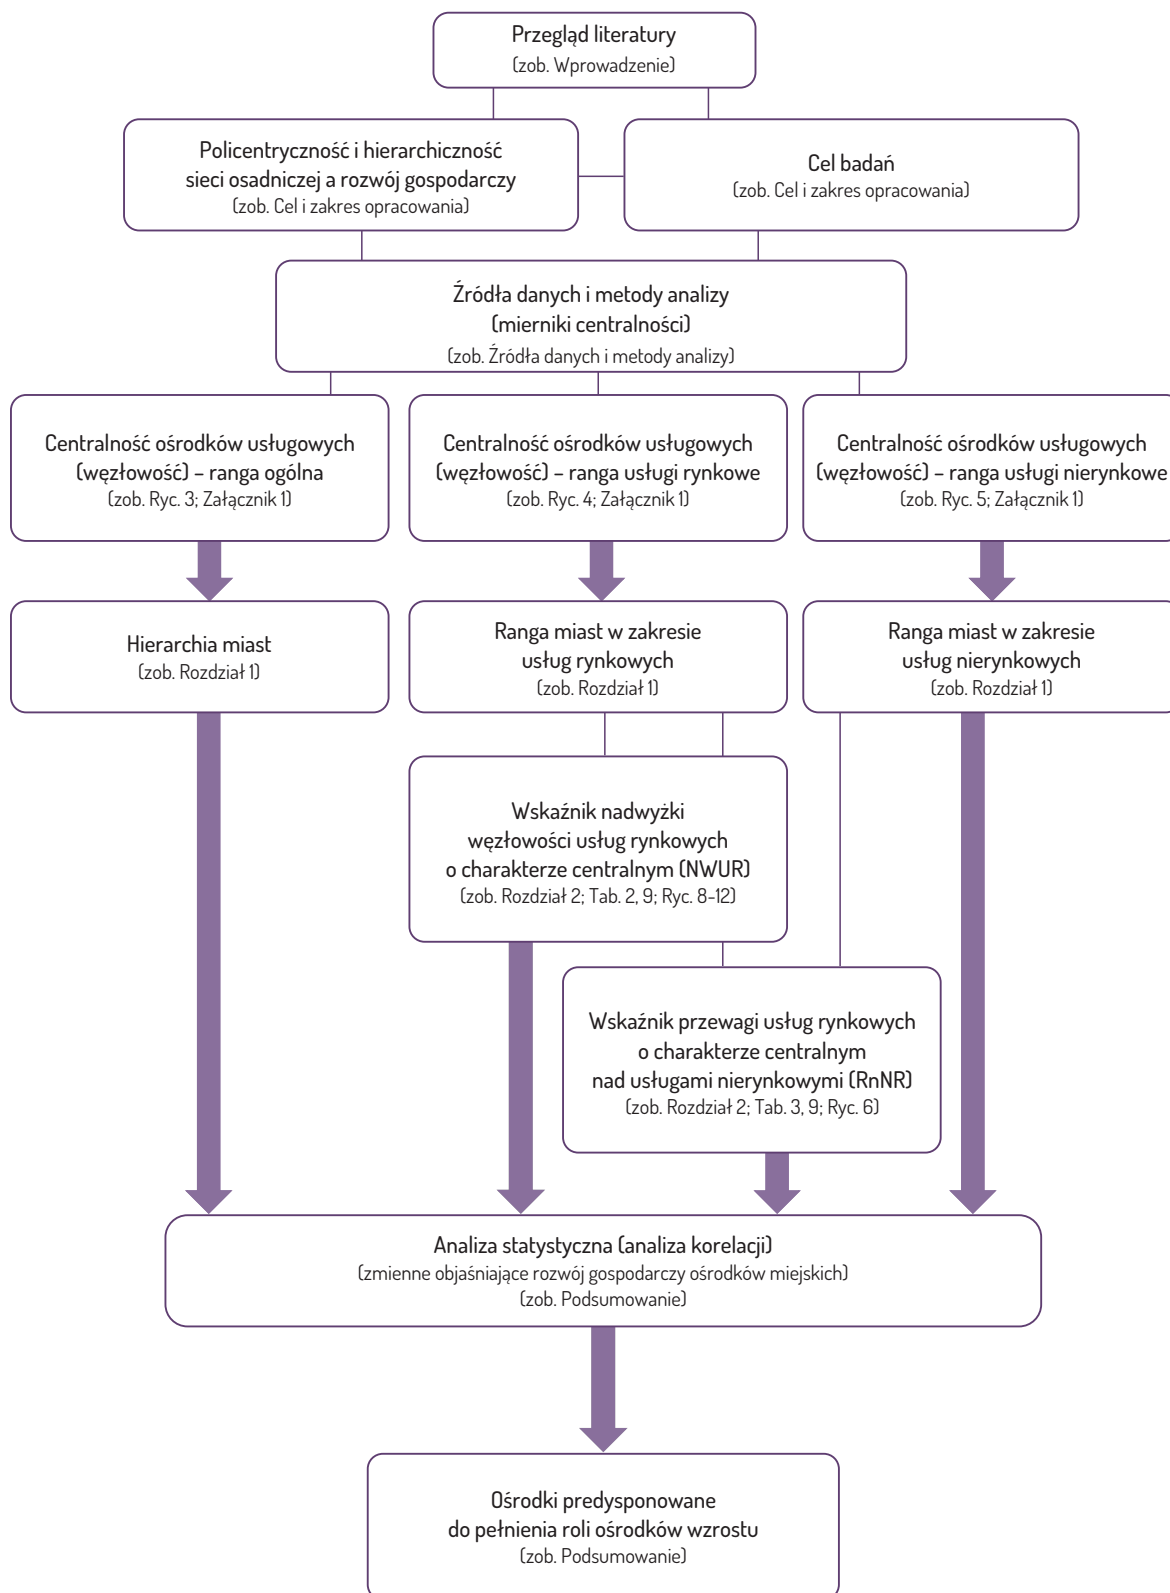 Przegląd literatury
(zob. Wprowadzenie)
Policentryczność i hierarchiczność
sieci osadniczej a rozwój gospodarczy
(zob. Cel i zakres opracowania)
Cel badań
(zob. Cel i zakres opracowania)
Źródła danych i metody analizy
(mierniki centralności)
(zob. Źródła danych i metody analizy)
Centralność ośrodków usługowych
(węzłowość) – ranga ogólna
(zob. Ryc. 3; Załącznik 1)
Centralność ośrodków usługowych
(węzłowość) – ranga usługi rynkowe
(zob. Ryc. 4; Załącznik 1)
Centralność ośrodków usługowych
(węzłowość) – ranga usługi nierynkowe
(zob. Ryc. 5; Załącznik 1)
Hierarchia miast
(zob. Rozdział 1)
Ranga miast w zakresie
usług rynkowych
(zob. Rozdział 1)
Ranga miast w zakresie
usług nierynkowych
(zob. Rozdział 1)
Wskaźnik nadwyżki
węzłowości usług rynkowych
o charakterze centralnym (NWUR)
(zob. Rozdział 2; Tab. 2, 9; Ryc. 8-12)
Wskaźnik przewagi usług rynkowych
o charakterze centralnym
nad usługami nierynkowymi (RnNR)
(zob. Rozdział 2; Tab. 3, 9; Ryc. 6)
Analiza statystyczna (analiza korelacji)
(zmienne objaśniające rozwój gospodarczy ośrodków miejskich)
(zob. Podsumowanie)
Ośrodki predysponowane
do pełnienia roli ośrodków wzrostu
(zob. Podsumowanie)